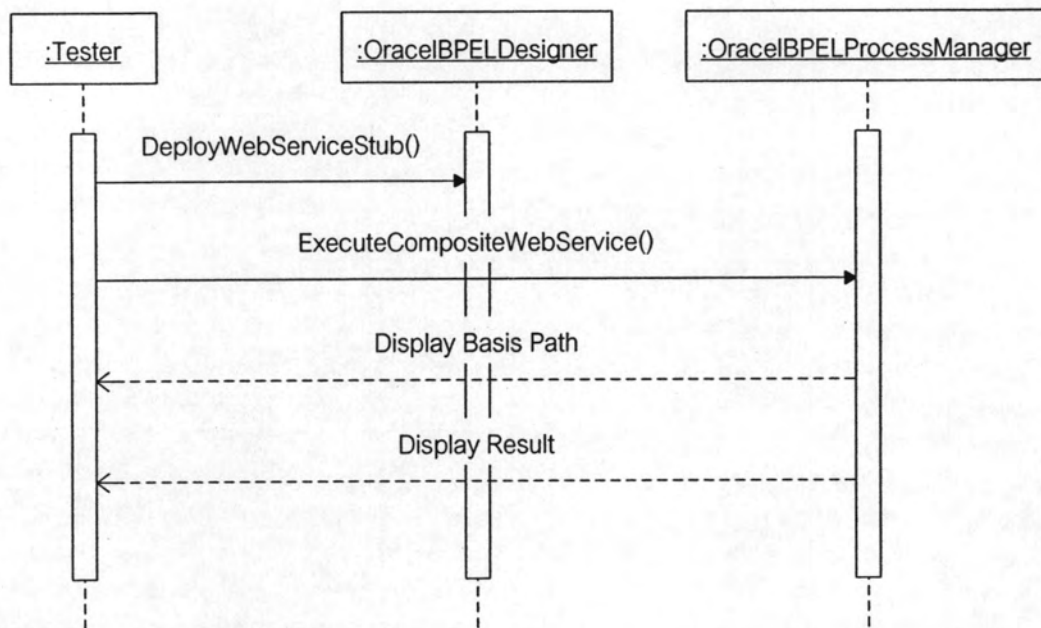 :Tester
:OracelBPELDesigner
:OracelBPELProcessManager
DeployWebServiceStub()
ExecuteCompositeWebService()
Display Basis Path
Display Result